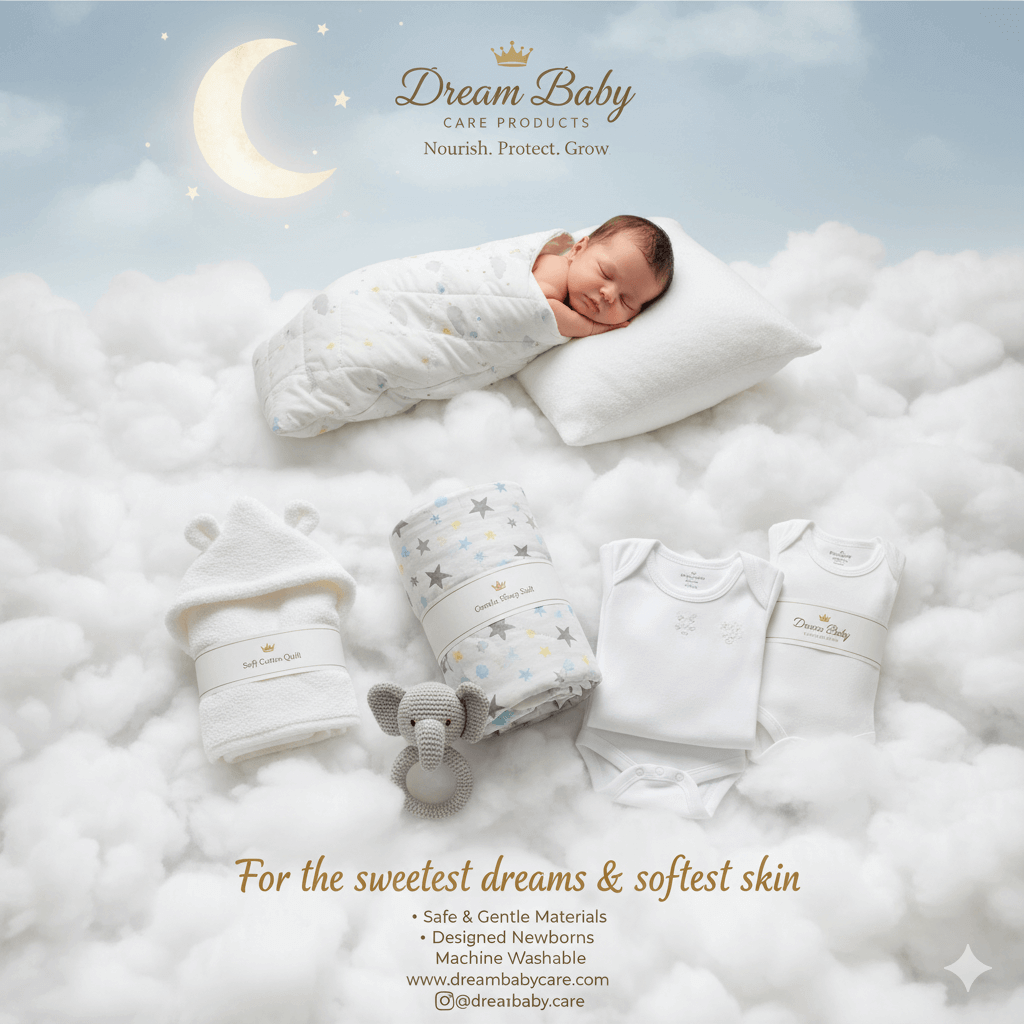 Dream Baby
CARE PRODUCTS
Nourish. Protect. Grow
Soft Cotton Quilt
Dream Baby
For the sweetest dreams & softest skin
• Safe & Gentle Materials
• Designed Newborns
Machine Washable
www.dreambabycare.com
@drea1baby.care